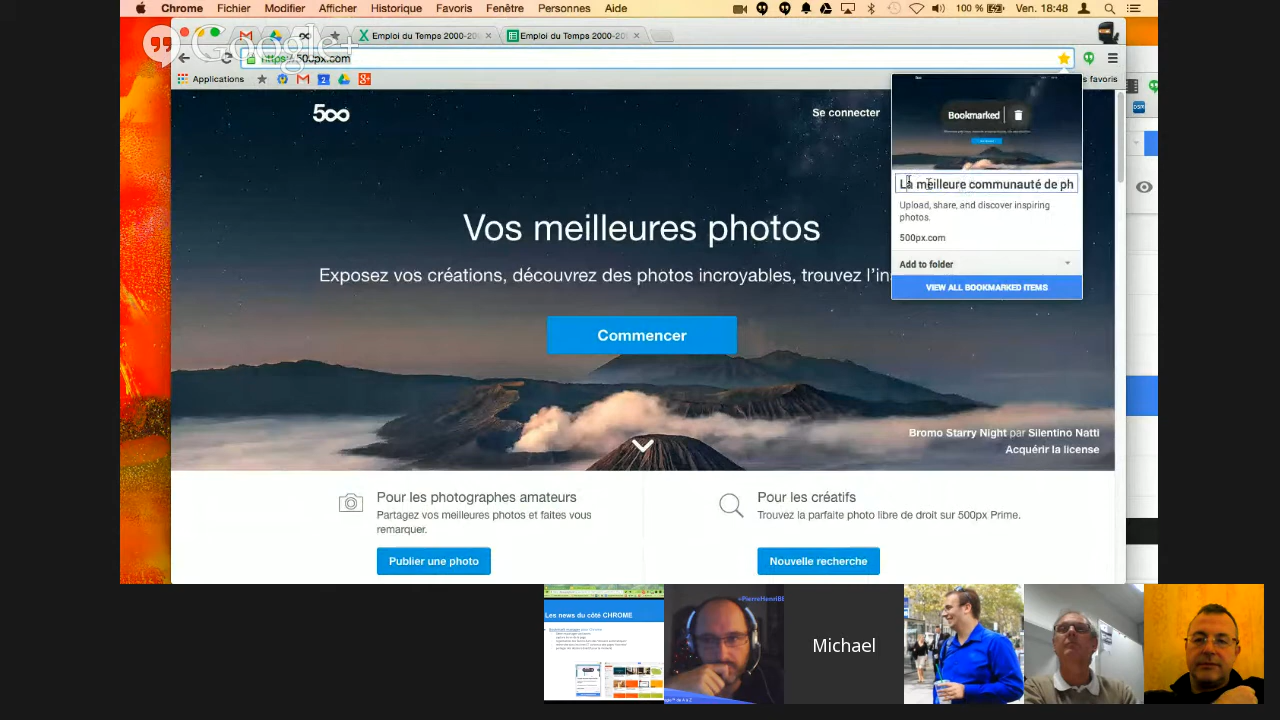 Chrome Fichier Modifier Afficher Historique Favoris Fenêtre Personnes Aide 100 % Ven. 18:48
Google+
Emploi du Temps 2000-20 Emploi du Temps 2000-20
500px.com
Applications
s favoris
500
Se connecter
Bookmarked
La meilleure communauté de ph
Upload, share, and discover inspiring
photos.
500px.com
Add to folder
VIEW ALL BOOKMARKED ITEMS
Vos meilleures photos
Exposez vos créations, découvrez des photos incroyables, trouvez l'in
Commencer
Bromo Starry Night par Silentino Natti
Acquérir la license
Pour les photographes amateurs
Partagez vos meilleures photos et faites vous
remarquer.
Publier une photo
Pour les créatifs
Trouvez la parfaite photo libre de droit sur 500px Prime.
Nouvelle recherche
Les news du côté CHROME
Michael